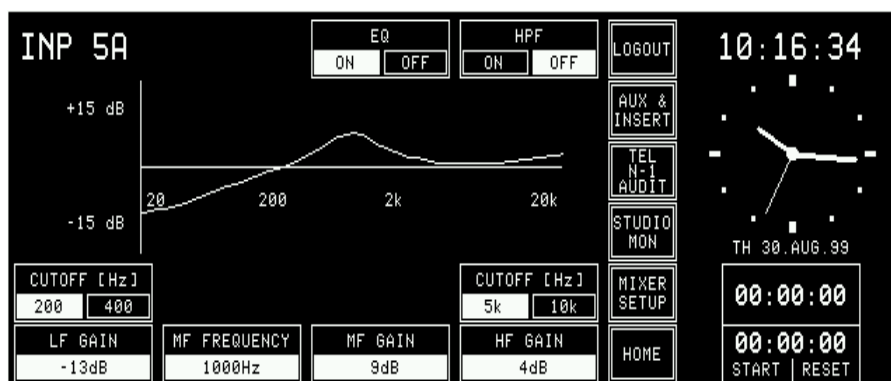 INP 5A
EQ
ON OFF
HPF
ON OFF
LOGOUT
10:16:34
+15 dB
-15 dB
20 200 2k 20k
AUX &
INSERT
TEL
N-1
AUDIT
STUDIO
MON
TH 30.AUG.99
CUTOFF [Hz]
200 400
CUTOFF [Hz]
5k 10k
MIXER
SETUP
00:00:00
LF GAIN
-13dB
MF FREQUENCY
1000Hz
MF GAIN
9dB
HF GAIN
4dB
HOME
00:00:00
START | RESET